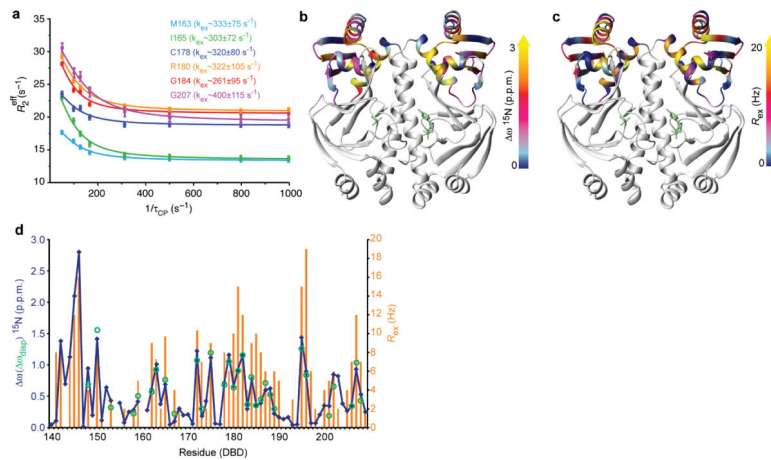 a
M163 (kex~333±75 s-1)
I165 (kex~303±72 s-1)
C178 (kex~320±80 s-1)
R180 (kex~322±105 s-1)
G184 (kex~261±95 s-1)
G207 (kex~400±115 s-1)
R2eff (s-1)
35
30
25
20
15
10
0 200 400 600 800 1000
1/τCP (s-1)
b
3
Δω 15N (p.p.m.)
0
c
20
Rex (Hz)
0
d
Δω(Δωdisp) 15N (p.p.m.)
3.0
2.5
2.0
1.5
1.0
0.5
0
140 150 160 170 180 190 200
Residue (DBD)
20
18
16
14
12
10
8
6
4
2
0
Rex (Hz)